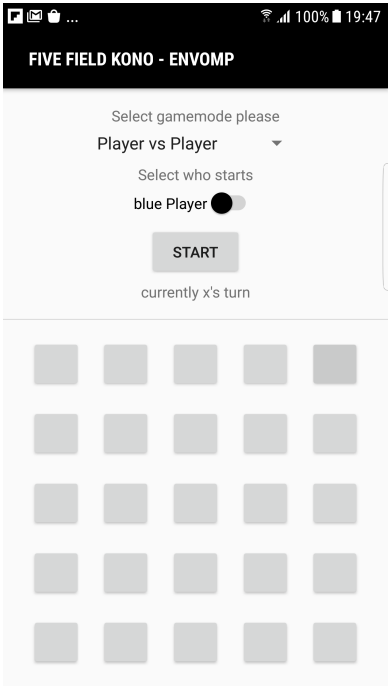 ... 100% 19:47
FIVE FIELD KONO - ENVOMP
Select gamemode please
Player vs Player
Select who starts
blue Player
START
currently x's turn